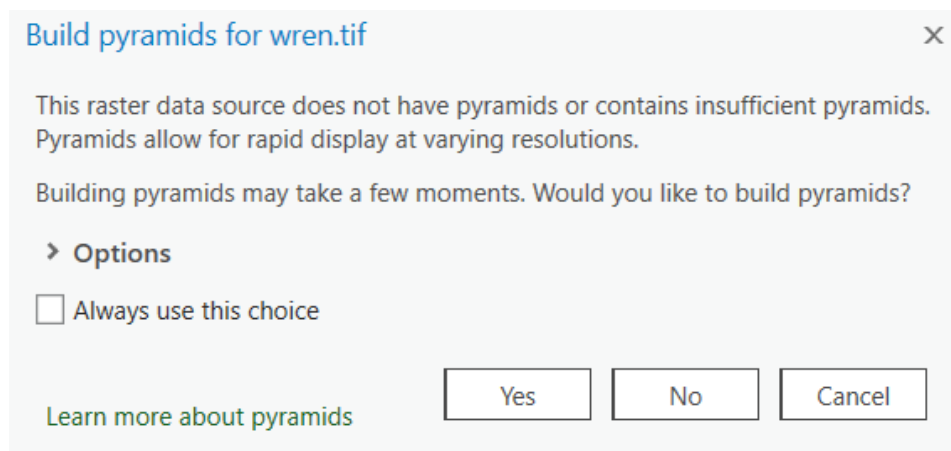 Build pyramids for wren.tif
This raster data source does not have pyramids or contains insufficient pyramids.
Pyramids allow for rapid display at varying resolutions.
Building pyramids may take a few moments. Would you like to build pyramids?
Options
Always use this choice
Yes No Cancel
Learn more about pyramids